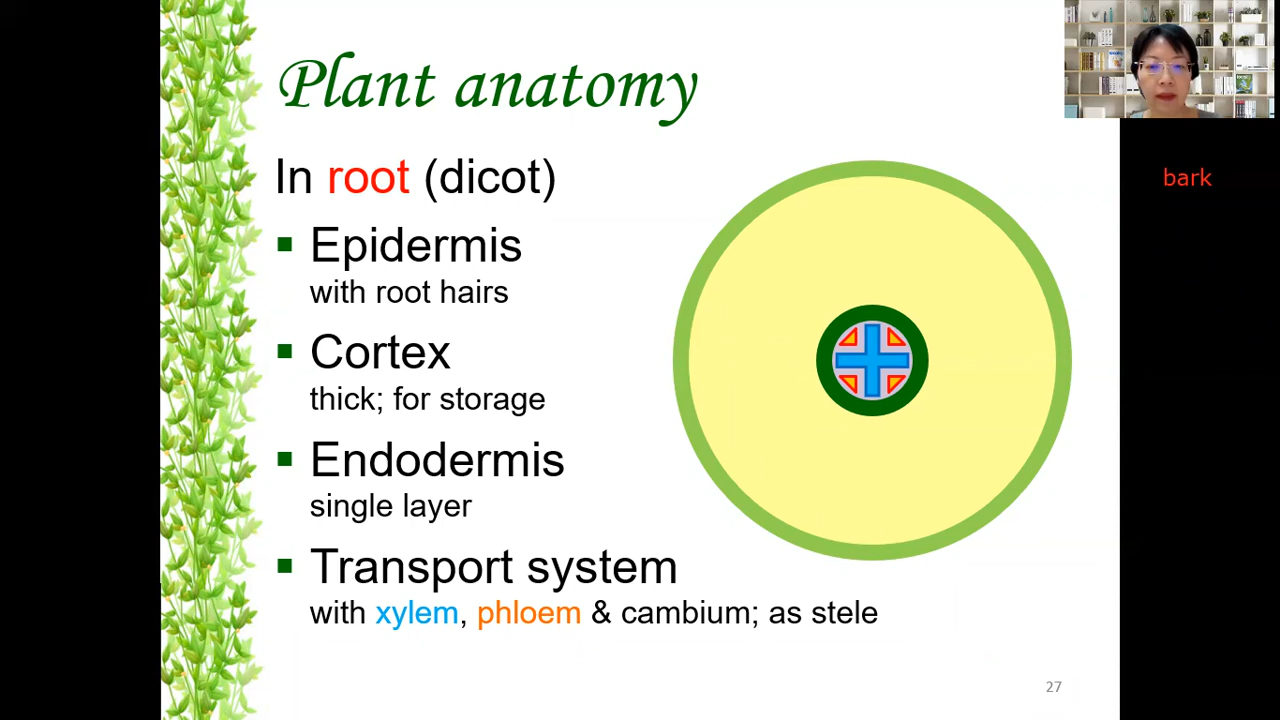 Plant anatomy
In root (dicot)
Epidermis
with root hairs
Cortex
thick; for storage
Endodermis
single layer
Transport system
with xylem, phloem & cambium; as stele
27
bark